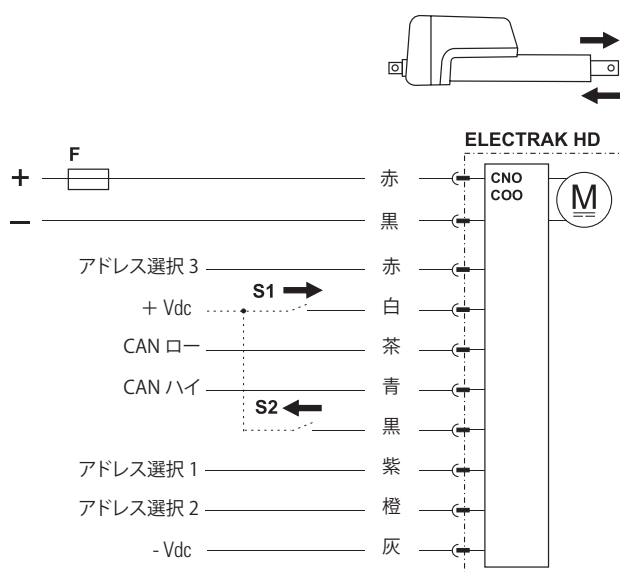 ELECTRAK HD
F
+ 赤 CNO
COO
M
− 黒
アドレス選択 3 赤
S1
+ Vdc 白
CAN ロー 茶
CAN ハイ 青
S2
黒
アドレス選択 1 紫
アドレス選択 2 橙
- Vdc 灰